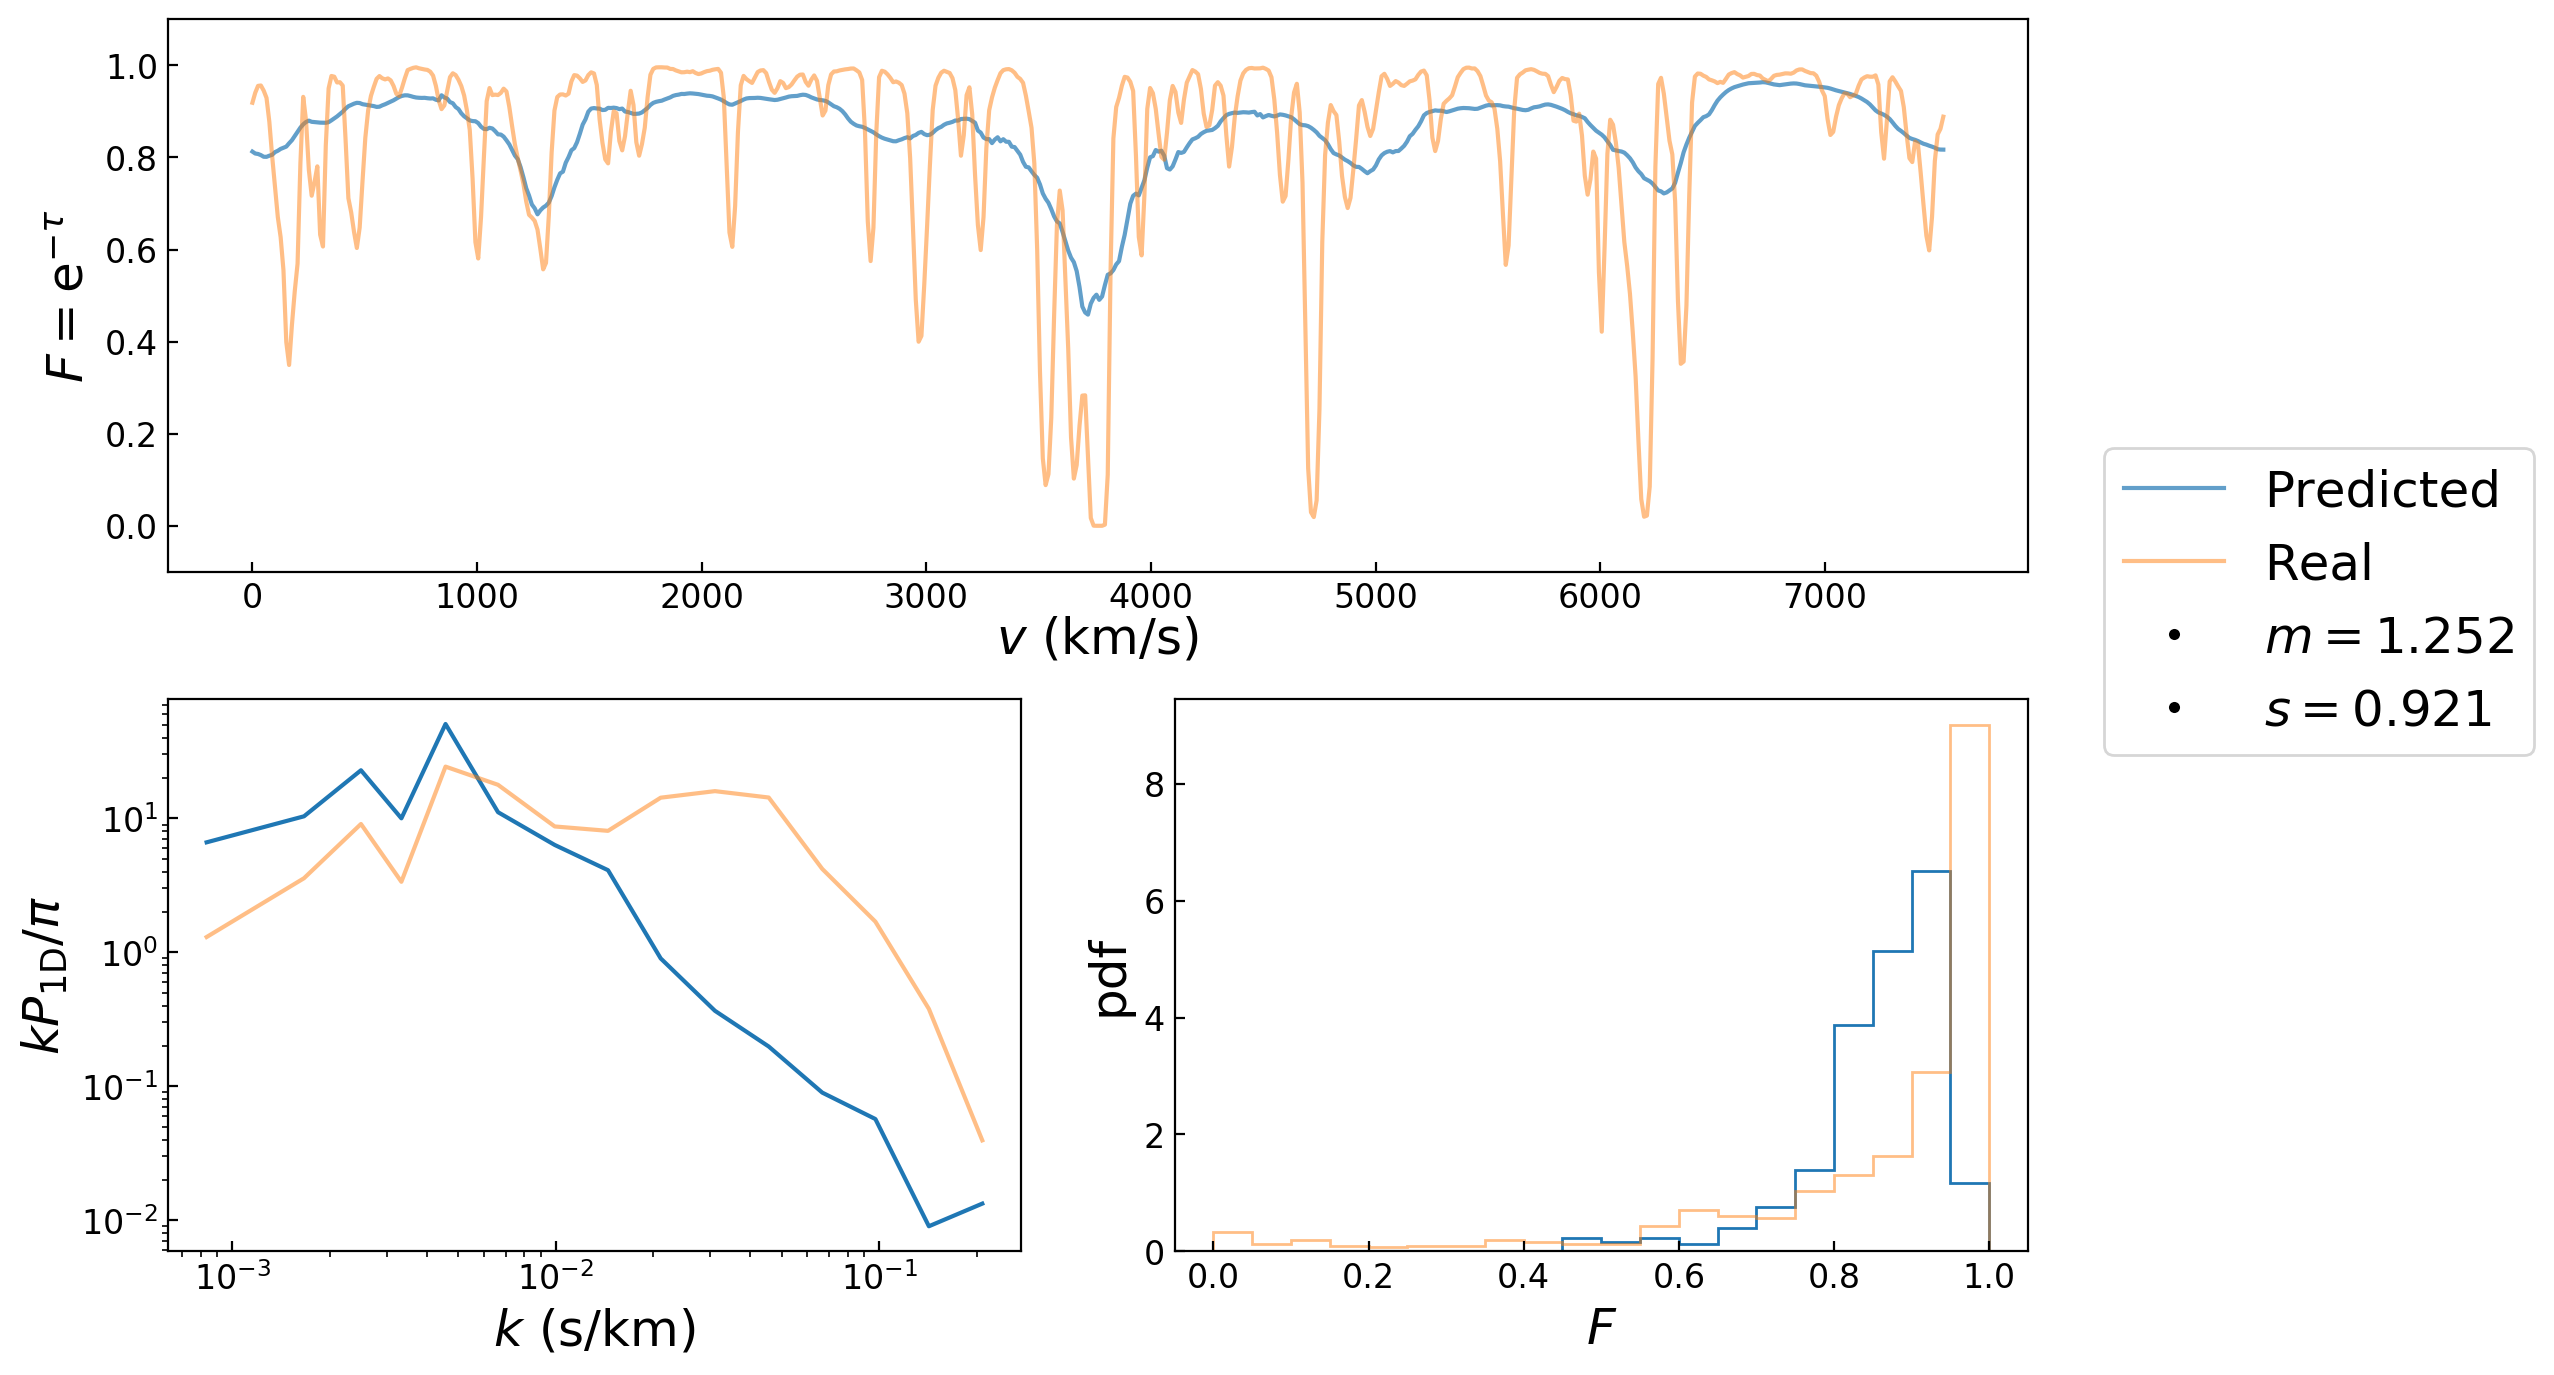 1.0
0.8
0.6
0.4
0.2
0.0
F = e^{−τ}
0 1000 2000 3000 4000 5000 6000 7000
v (km/s)
Predicted
Real
m = 1.252
s = 0.921
10^1
10^0
10^{−1}
10^{−2}
kP_{1D}/π
10^{−3} 10^{−2} 10^{−1}
k (s/km)
8
6
4
2
0
pdf
0.0 0.2 0.4 0.6 0.8 1.0
F